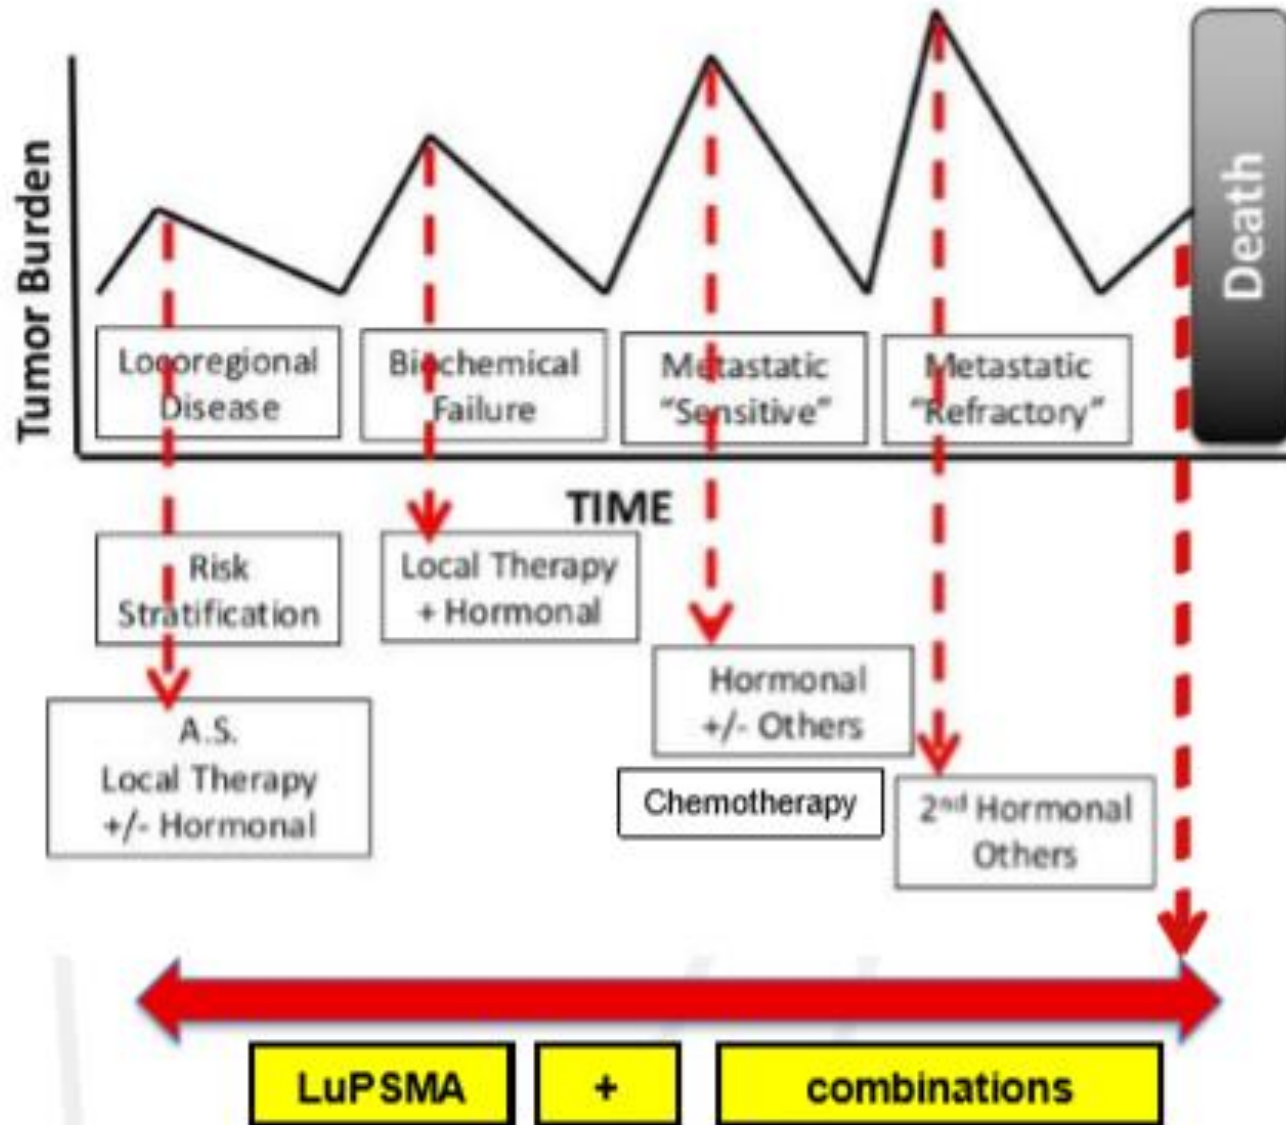 Tumor Burden
Death
Locoregional
Disease
Biochemical
Failure
Metastatic
“Sensitive”
Metastatic
“Refractory”
TIME
Risk
Stratification
Local Therapy
+ Hormonal
A.S.
Local Therapy
+/- Hormonal
Hormonal
+/- Others
Chemotherapy
2nd Hormonal
Others
LuPSMA
+
combinations